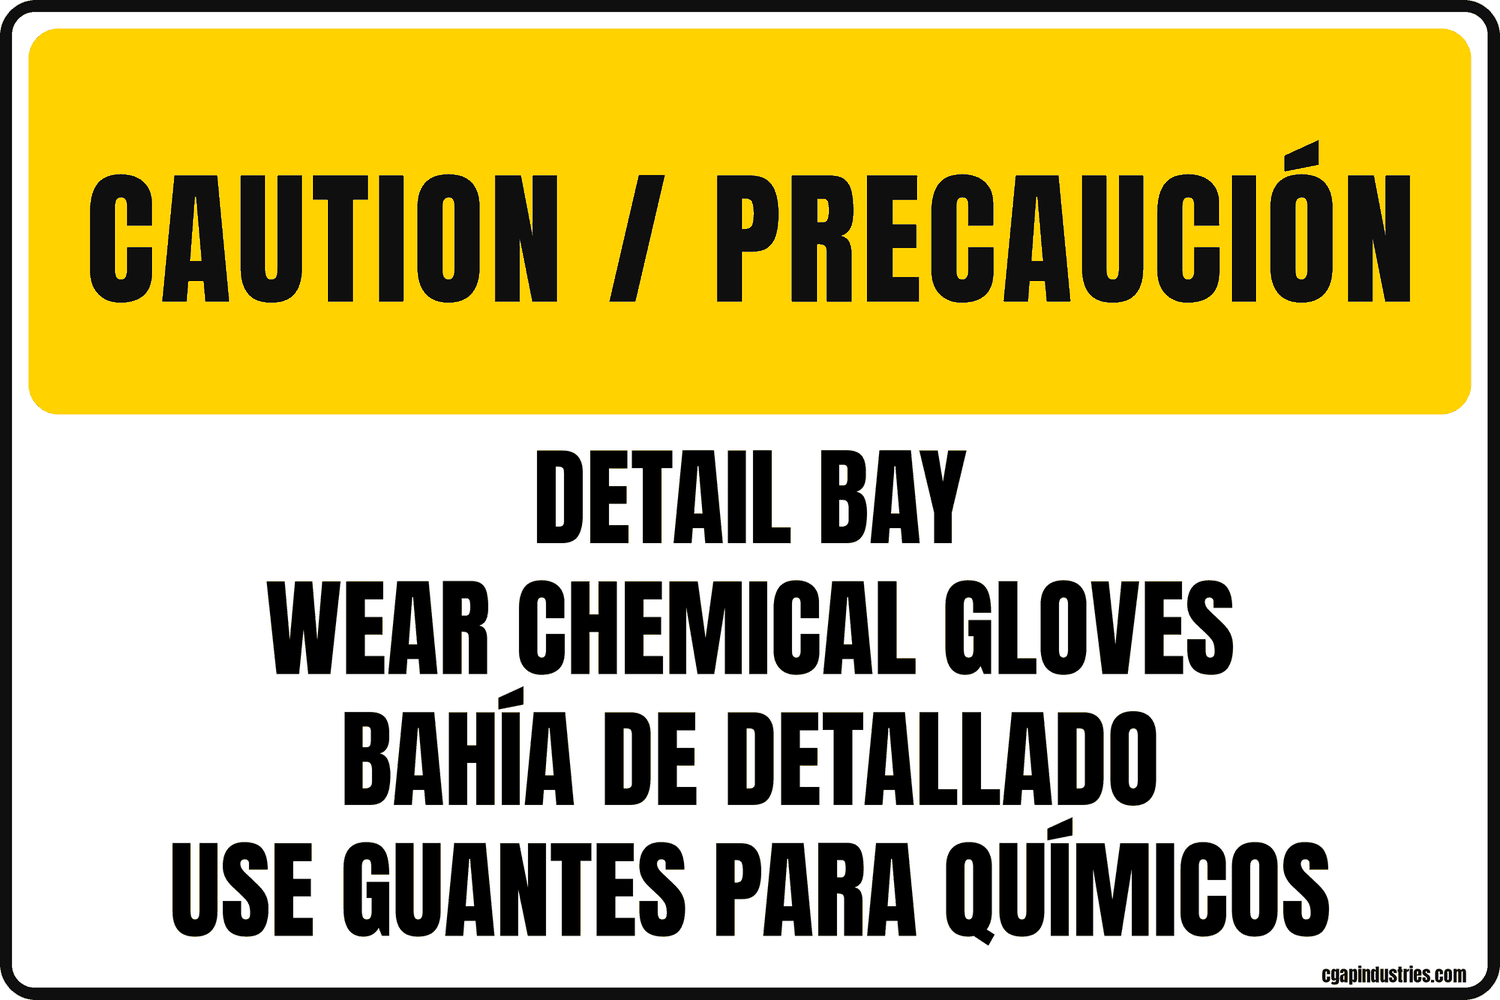 CAUTION / PRECAUCIÓN
DETAIL BAY
WEAR CHEMICAL GLOVES
BAHÍA DE DETALLADO
USE GUANTES PARA QUÍMICOS
cgapindustries.com